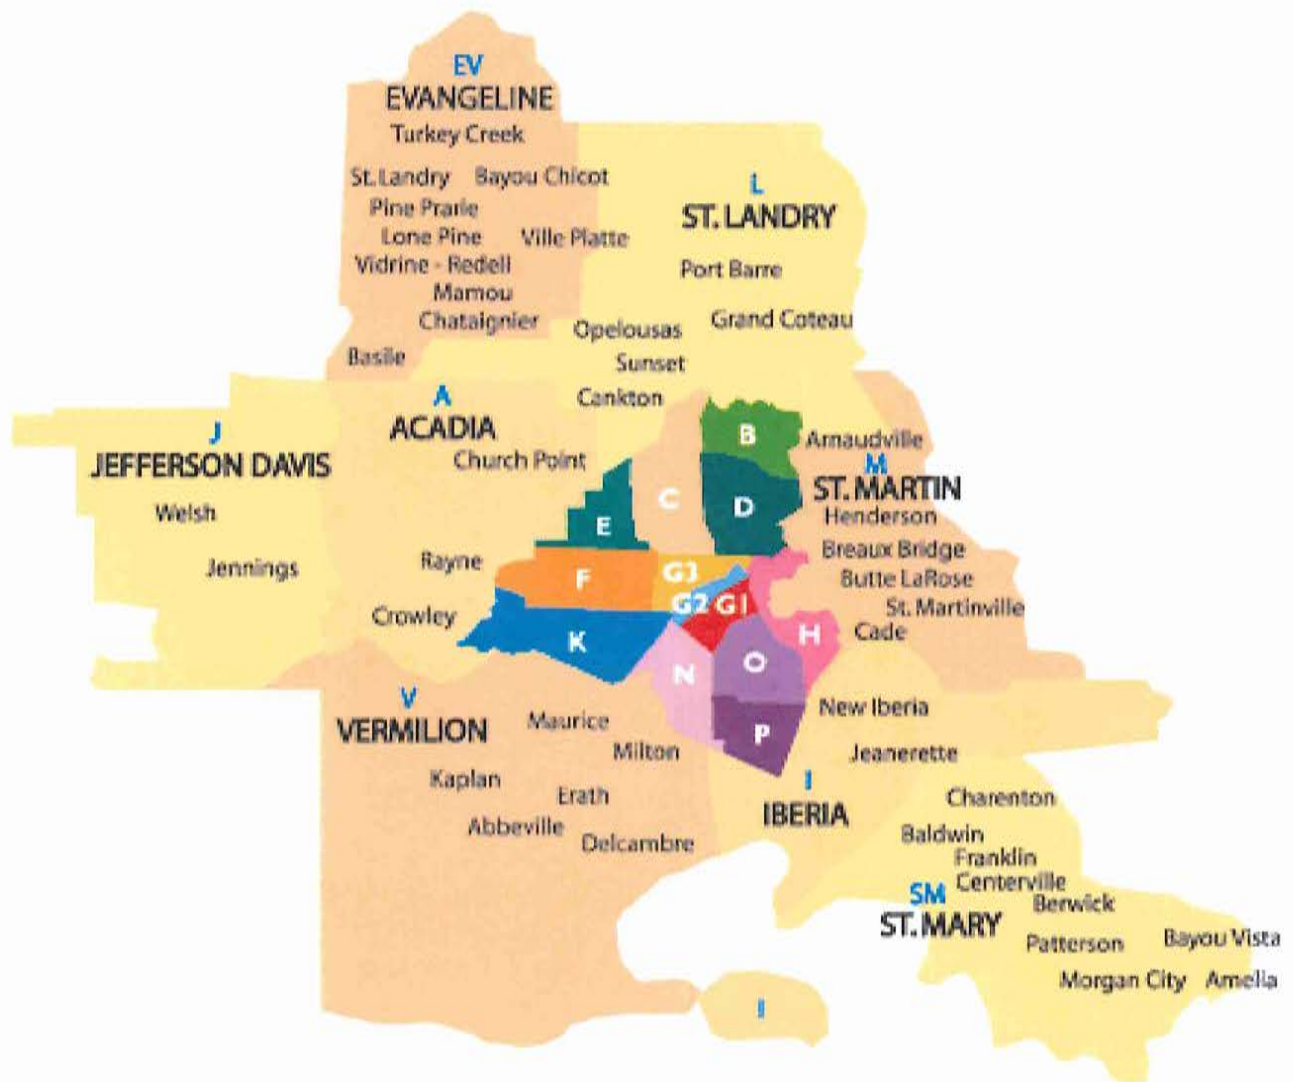 EV
EVANGELINE
Turkey Creek
St. Landry
Bayou Chicot
Pine Prarie
Lone Pine
Ville Platte
Vidrine - Redell
Mamou
Chataignier
Basile
L
ST. LANDRY
Port Barre
Grand Coteau
Opelousas
Sunset
Cankton
J
JEFFERSON DAVIS
Welsh
Jennings
A
ACADIA
Church Point
Rayne
Crowley
B
C
D
E
F
G3
G2
G1
H
K
N
O
P
Arnaudville
M
ST. MARTIN
Henderson
Breaux Bridge
Butte LaRose
St. Martinville
Cade
V
VERMILION
Maurice
Milton
Kaplan
Erath
Abbeville
Delcambre
New Iberia
Jeanerette
I
IBERIA
Charenton
Baldwin
Franklin
Centerville
SM
ST. MARY
Berwick
Patterson
Bayou Vista
Morgan City
Amelia
I